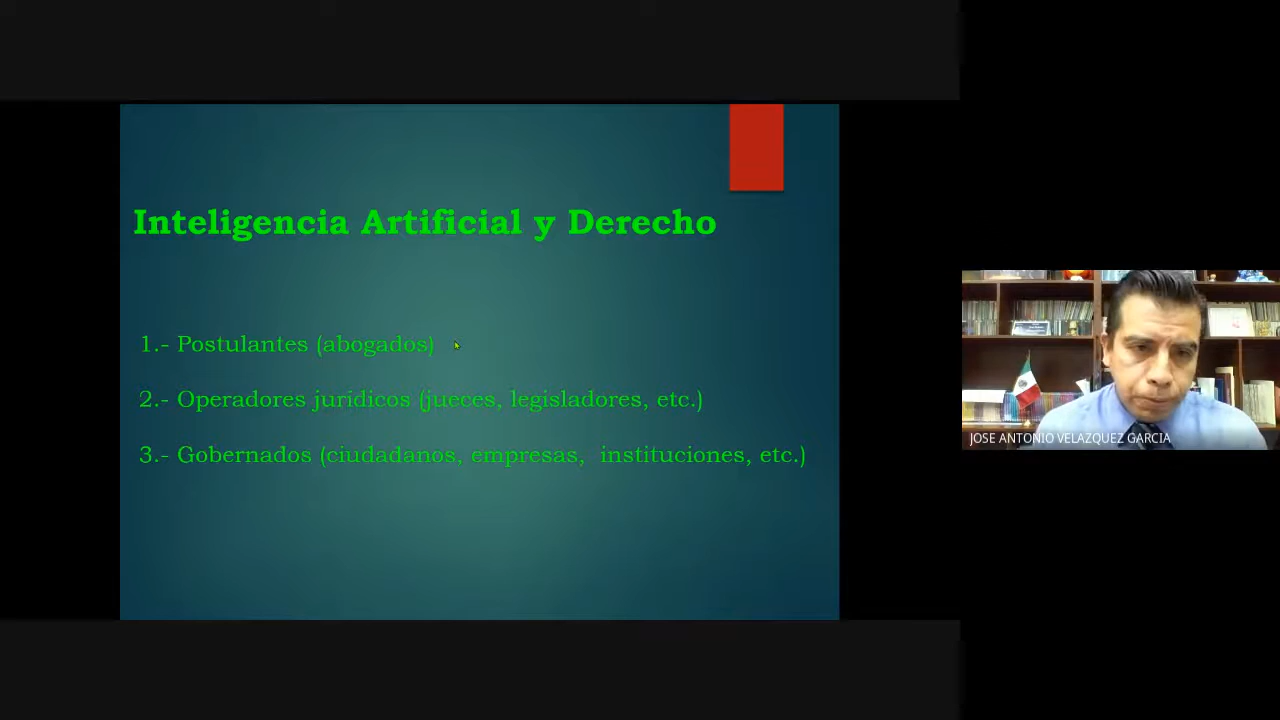 Inteligencia Artificial y Derecho
1.- Postulantes (abogados)
2.- Operadores jurídicos (jueces, legisladores, etc.)
3.- Gobernados (ciudadanos, empresas,  instituciones, etc.)
JOSE ANTONIO VELAZQUEZ GARCIA